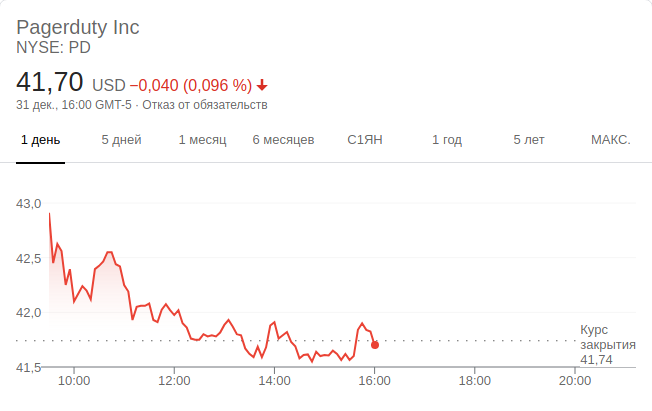 Pagerduty Inc
NYSE: PD
41,70 USD −0,040 (0,096 %)
31 дек., 16:00 GMT-5 · Отказ от обязательств
1 день 5 дней 1 месяц 6 месяцев С1ЯН 1 год 5 лет МАКС.
43,0
42,5
42,0
Курс
закрытия
41,74
41,5
10:00 12:00 14:00 16:00 18:00 20:00